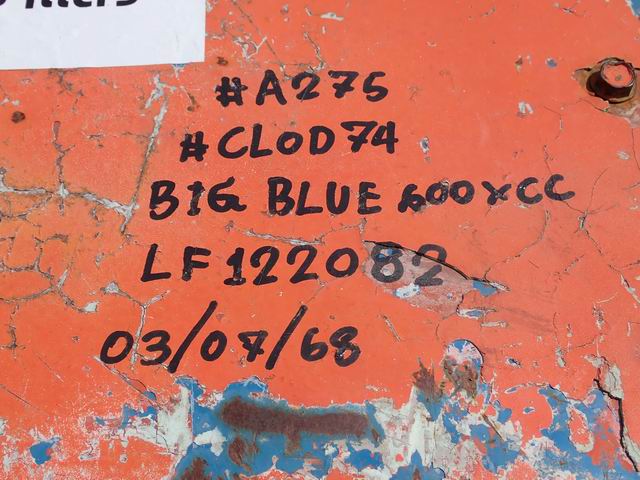 #A275
#CLOD74
BIG BLUE 600XCC
LF122082
03/07/68